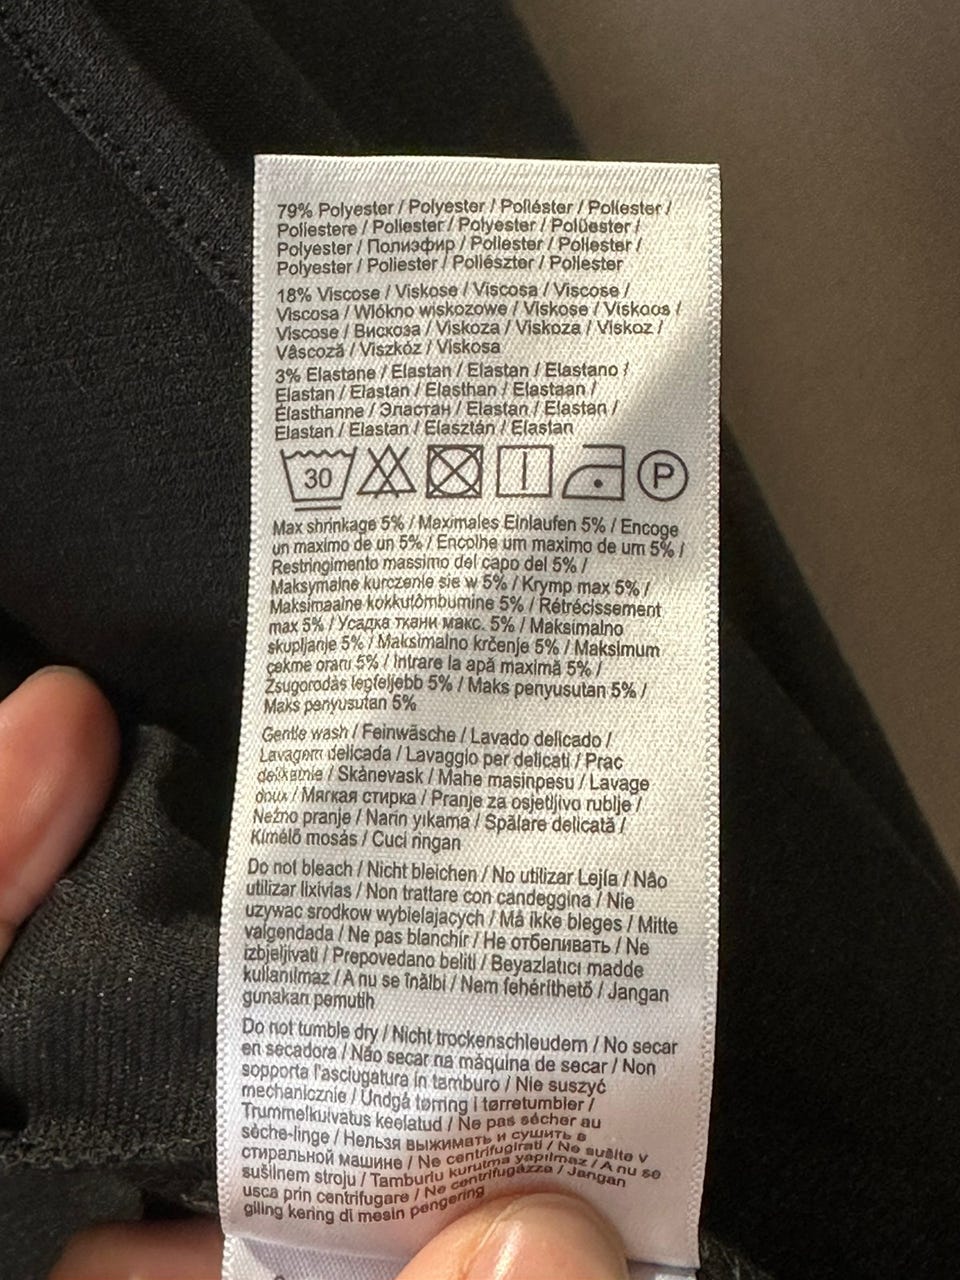 79% Polyester / Polyester / Poliéster / Poliester /
Poliestere / Poliester / Polyester / Polüester /
Polyester / Полиэфир / Poliester / Poliester /
Polyester / Poliester / Poliészter / Poliester
18% Viscose / Viskose / Viscosa / Viscose /
Viscosa / Włókno wiskozowe / Viskose / Viskoos /
Viscose / Вискоза / Viskoza / Viskoza / Viskoz /
Vâscoză / Viszkóz / Viskosa
3% Elastane / Elastan / Elastan / Elastano /
Elastan / Elastan / Elasthan / Elastaan /
Élasthanne / Эластан / Elastan / Elastan /
Elastan / Elastan / Elasztán / Elastan
30 P
Max shrinkage 5% / Maximales Einlaufen 5% / Encoge
un maximo de un 5% / Encolhe um maximo de um 5% /
Restringimento massimo del capo del 5% /
Maksymalne kurczenie sie w 5% / Krymp max 5% /
Maksimaalne kokkutõmbumine 5% / Rétrécissement
max 5% / Усадка ткани макс. 5% / Maksimalno
skupljanje 5% / Maksimalno krčenje 5% / Maksimum
çekme oranı 5% / Intrare la apă maximă 5% /
Zsugorodás legfeljebb 5% / Maks penyusutan 5% /
Maks penyusutan 5%
Gentle wash / Feinwäsche / Lavado delicado /
Lavagem delicada / Lavaggio per delicati / Prac
delikatnie / Skånevask / Mahe masinpesu / Lavage
doux / Мягкая стирка / Pranje za osjetljivo rublje /
Nežno pranje / Narin yıkama / Spălare delicată /
Kímélő mosás / Cuci ringan
Do not bleach / Nicht bleichen / No utilizar Lejía / Não
utilizar lixivias / Non trattare con candeggina / Nie
uzywac srodkow wybielajacych / Må ikke bleges / Mitte
valgendada / Ne pas blanchir / Не отбеливать / Ne
izbjeljivati / Prepovedano beliti / Beyazlatıcı madde
kullanılmaz / A nu se înălbi / Nem fehéríthető / Jangan
gunakan pemutih
Do not tumble dry / Nicht trockenschleudern / No secar
en secadora / Não secar na máquina de secar / Non
sopporta l'asciugatura in tamburo / Nie suszyć
mechanicznie / Undgå tørring i tørretumbler /
Trummelkuivatus keelatud / Ne pas sécher au
sèche-linge / Нельзя выжимать и сушить в
стиральной машине / Ne centrifugirati / Ne sušite v
sušilnem stroju / Tamburlu kurutma yapılmaz / A nu se
usca prin centrifugare / Ne centrifugázza / Jangan
giling kering di mesin pengering